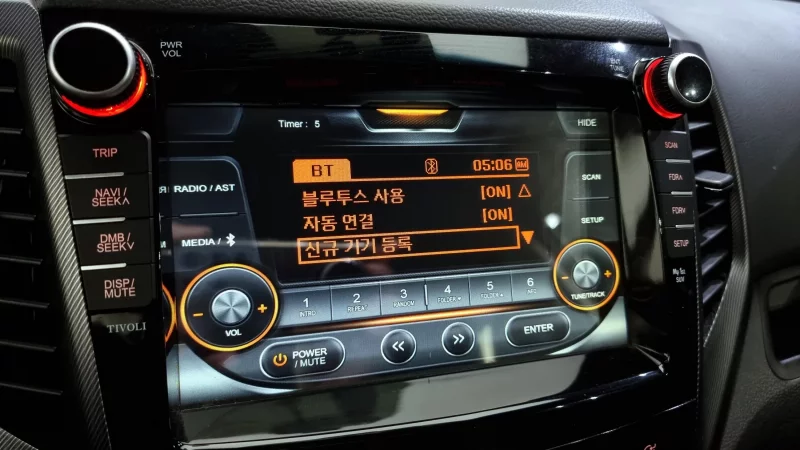 PWR
VOL
TRIP
NAVI/
SEEK∧
DMB/
SEEK∨
DISP/
MUTE
TIVOLI
Timer : 5
HIDE
RADIO / AST
MEDIA /
BT
05:06 AM
블루투스 사용 [ON] △
자동 연결 [ON]
신규 기기 등록 ▼
SCAN
SETUP
- +
VOL
1 INTRO
2 REPEAT
3 RANDOM
4 FOLDER▼
5 FOLDER▲
6 INFO
- +
TUNE/TRACK
POWER
/ MUTE
<<
>>
ENTER
SCAN
FDR∧
FDR∨
SETUP